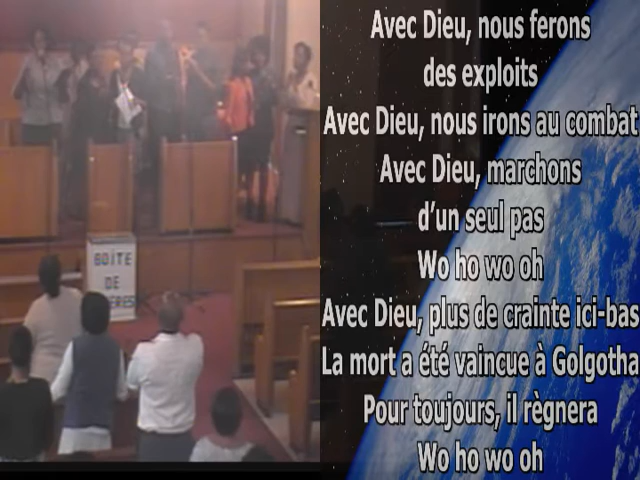 BOÎTE
DE
Avec Dieu, nous ferons
des exploits
Avec Dieu, nous irons au combat
Avec Dieu, marchons
d'un seul pas
Wo ho wo oh
Avec Dieu, plus de crainte ici-bas
La mort a été vaincue à Golgotha
Pour toujours, il règnera
Wo ho wo oh